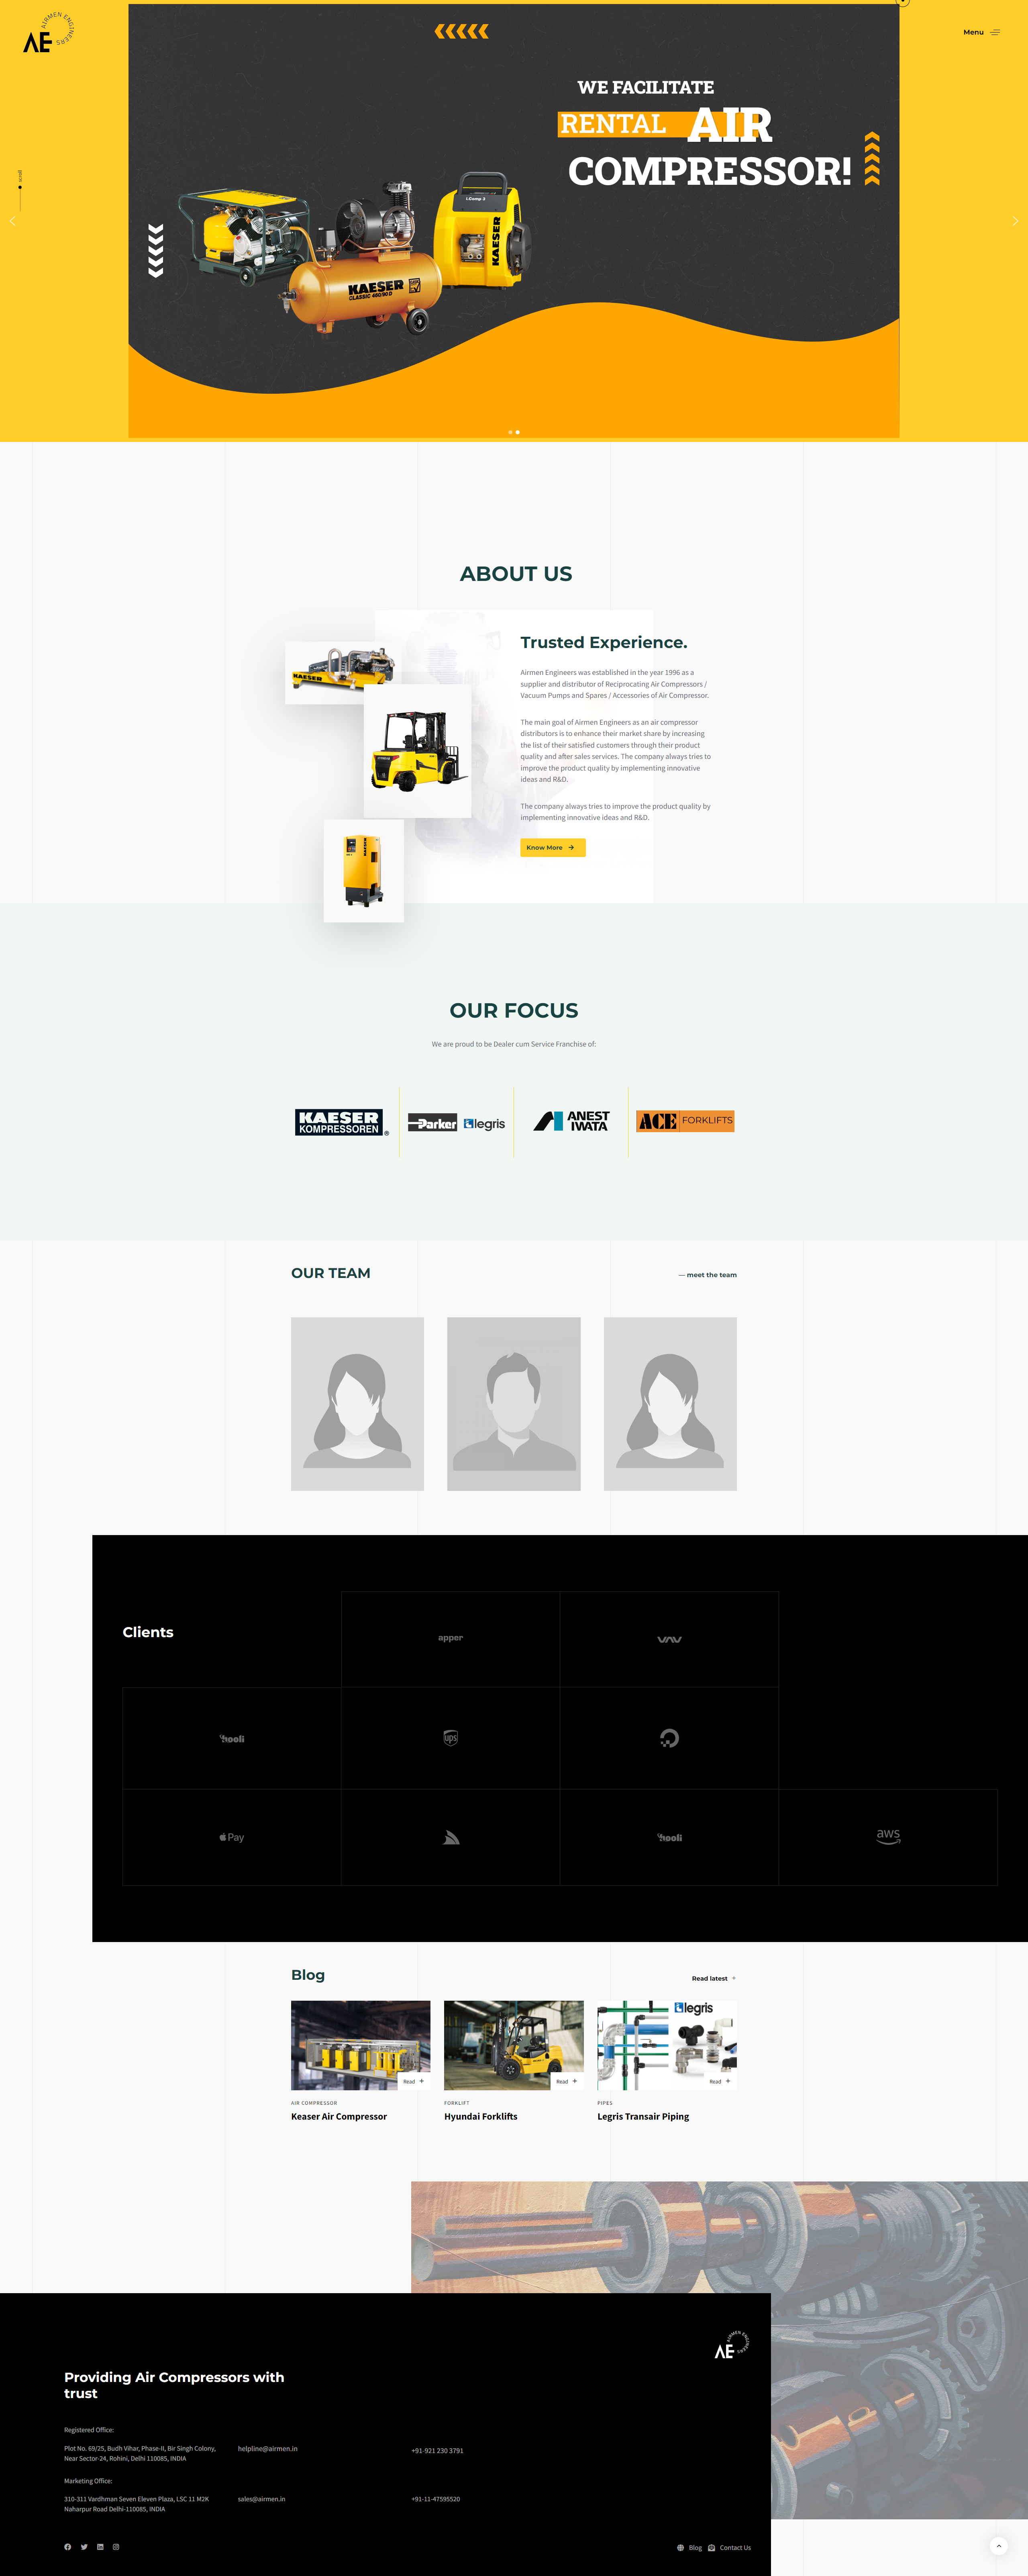 AIRMEN ENGINEERS
AE
Menu
WE FACILITATE
RENTAL AIR
COMPRESSOR!
scroll
i.Comp 3
KAESER
KAESER
CLASSIC 460/90 D
ABOUT US
Trusted Experience.
KAESER
Airmen Engineers was established in the year 1996 as a
supplier and distributor of Reciprocating Air Compressors /
Vacuum Pumps and Spares / Accessories of Air Compressor.
The main goal of Airmen Engineers as an air compressor
distributors is to enhance their market share by increasing
the list of their satisfied customers through their product
quality and after sales services. The company always tries to
improve the product quality by implementing innovative
ideas and R&D.
The company always tries to improve the product quality by
implementing innovative ideas and R&D.
Know More
KAESER
OUR FOCUS
We are proud to be Dealer cum Service Franchise of:
KAESER
KOMPRESSOREN ®
Parker
legris
ANEST
IWATA
ACE FORKLIFTS
OUR TEAM
— meet the team
Clients
apper
hooli
ups
Pay
hooli
aws
Blog
Read latest +
legris
Read +
Read +
Read +
AIR COMPRESSOR
Keaser Air Compressor
FORKLIFT
Hyundai Forklifts
PIPES
Legris Transair Piping
AIRMEN ENGINEERS
AE
Providing Air Compressors with
trust
Registered Office:
Plot No. 69/25, Budh Vihar, Phase-II, Bir Singh Colony,
Near Sector-24, Rohini, Delhi 110085, INDIA
helpline@airmen.in
+91-921 230 3791
Marketing Office:
310-311 Vardhman Seven Eleven Plaza, LSC 11 M2K
Naharpur Road Delhi-110085, INDIA
sales@airmen.in
+91-11-47595520
Blog
Contact Us